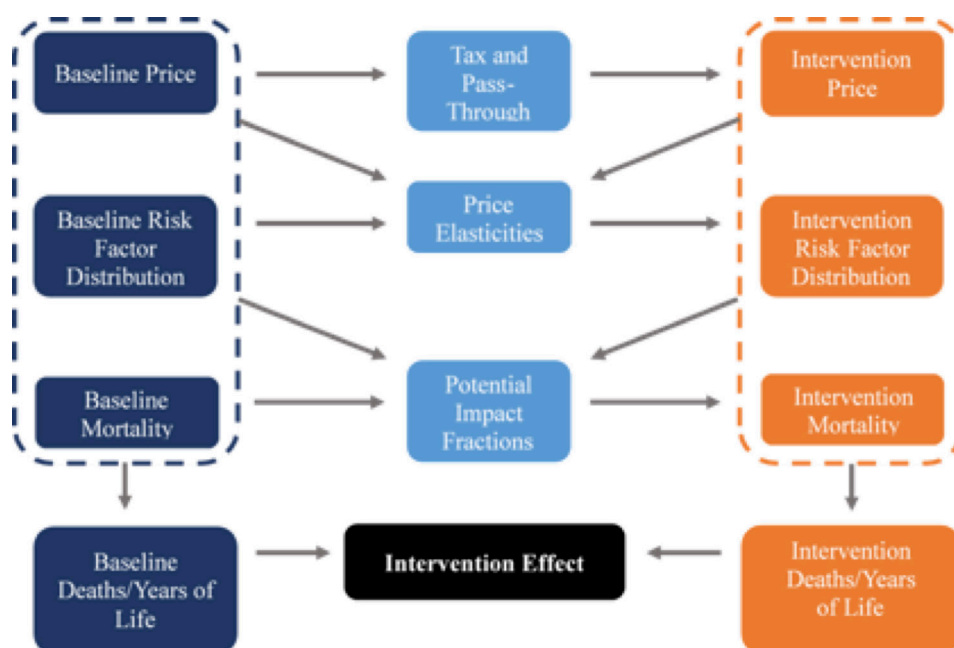 Baseline Price
Tax and
Pass-
Through
Intervention
Price
Baseline Risk
Factor
Distribution
Price
Elasticities
Intervention
Risk Factor
Distribution
Baseline
Mortality
Potential
Impact
Fractions
Intervention
Mortality
Baseline
Deaths/Years of
Life
Intervention Effect
Intervention
Deaths/Years
of Life